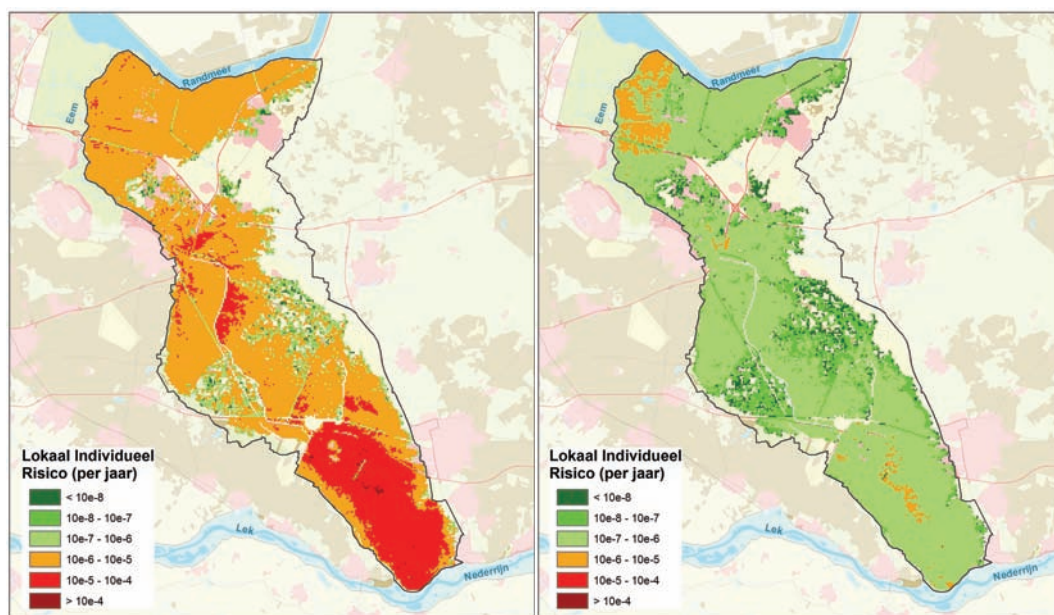 Randmeer
Eem
Lokaal Individueel
Risico (per jaar)
< 10e-8
10e-8 - 10e-7
10e-7 - 10e-6
10e-6 - 10e-5
10e-5 - 10e-4
> 10e-4
Lek
Nederrijn
Randmeer
Eem
Lokaal Individueel
Risico (per jaar)
< 10e-8
10e-8 - 10e-7
10e-7 - 10e-6
10e-6 - 10e-5
10e-5 - 10e-4
> 10e-4
Lek
Nederrijn